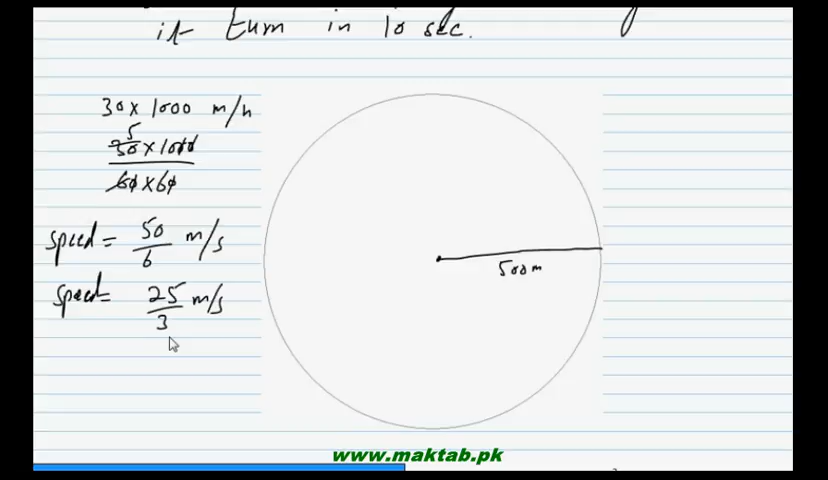 it turn in 10 sec.
30 x 1000 m/h
5
30 x 1000
60 x 60
speed = 50 m/s
6
speed = 25 m/s
3
500m
www.maktab.pk